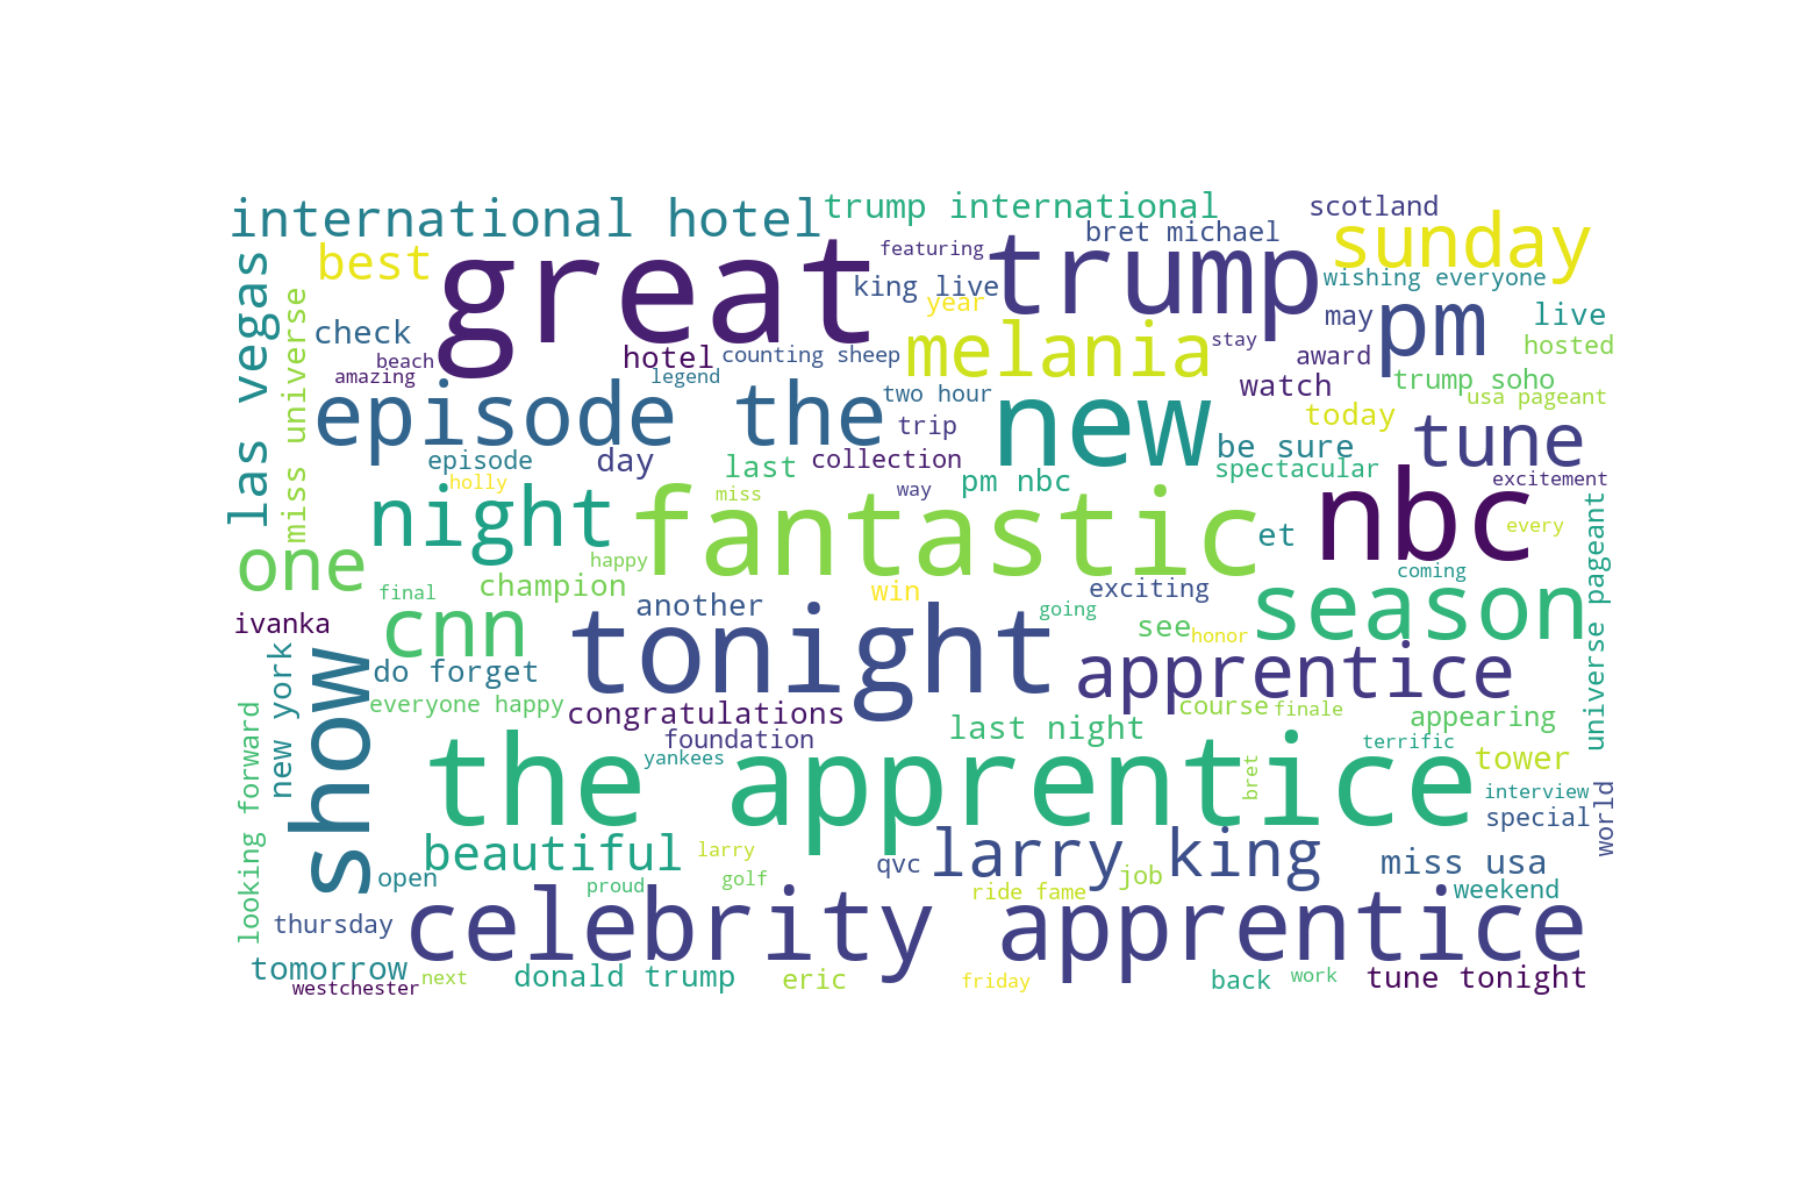 international hotel
trump international
scotland
bret michael
sunday
featuring
great
trump
best
las vegas
miss universe
king live
wishing everyone
year
pm
may
live
check
melania
stay
hosted
beach
hotel
counting sheep
award
amazing
legend
watch
trump soho
episode the
two hour
new
usa pageant
today
trip
tune
be sure
episode
day
last
collection
spectacular
holly
pm nbc
excitement
night
miss
way
fantastic
nbc
every
universe pageant
et
one
happy
coming
final
champion
win
exciting
season
another
going
ivanka
cnn
tonight
see
honor
new york
show
do forget
apprentice
everyone happy
congratulations
course
finale
appearing
looking forward
foundation
last night
terrific
yankees
the apprentice
bret
tower
interview
special
world
beautiful
larry
larry king
qvc
miss usa
open
proud
golf
job
ride fame
weekend
thursday
celebrity apprentice
tomorrow
next
donald trump
eric
friday
back
work
tune tonight
westchester